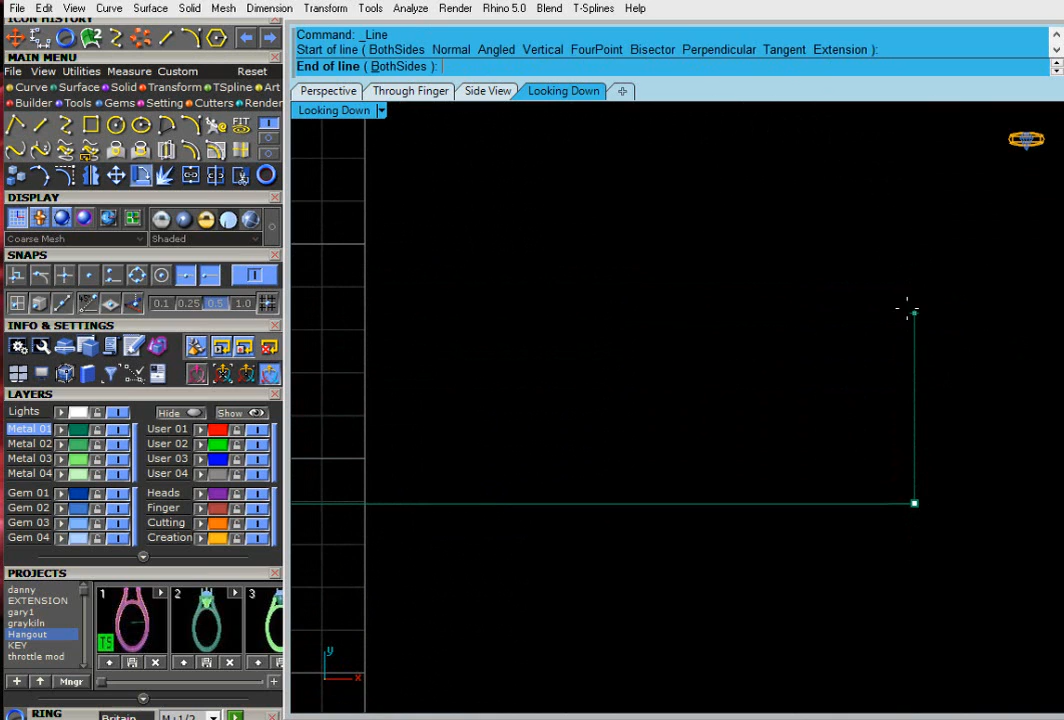 File Edit View Curve Surface Solid Mesh Dimension Transform Tools Analyze Render Rhino 5.0 Blend T-Splines Help
ICON HISTORY
MAIN MENU
File View Utilities Measure Custom Reset
Curve Surface Solid Transform TSpline Art
Builder Tools Gems Setting Cutters Render
FIT
DISPLAY
Coarse Mesh Shaded
SNAPS
0.1 0.25 0.5 1.0
INFO & SETTINGS
LAYERS
Lights Hide Show
Metal 01 User 01
Metal 02 User 02
Metal 03 User 03
Metal 04 User 04
Gem 01 Heads
Gem 02 Finger
Gem 03 Cutting
Gem 04 Creation
PROJECTS
danny
EXTENSION
gary1
graykiln
Hangout
KEY
throttle mod
1 2 3
TS
Mngr
RING
Britain M+1/2
Command: _Line
Start of line ( BothSides Normal Angled Vertical FourPoint Bisector Perpendicular Tangent Extension ):
End of line ( BothSides ):
Perspective Through Finger Side View Looking Down
Looking Down
y
x